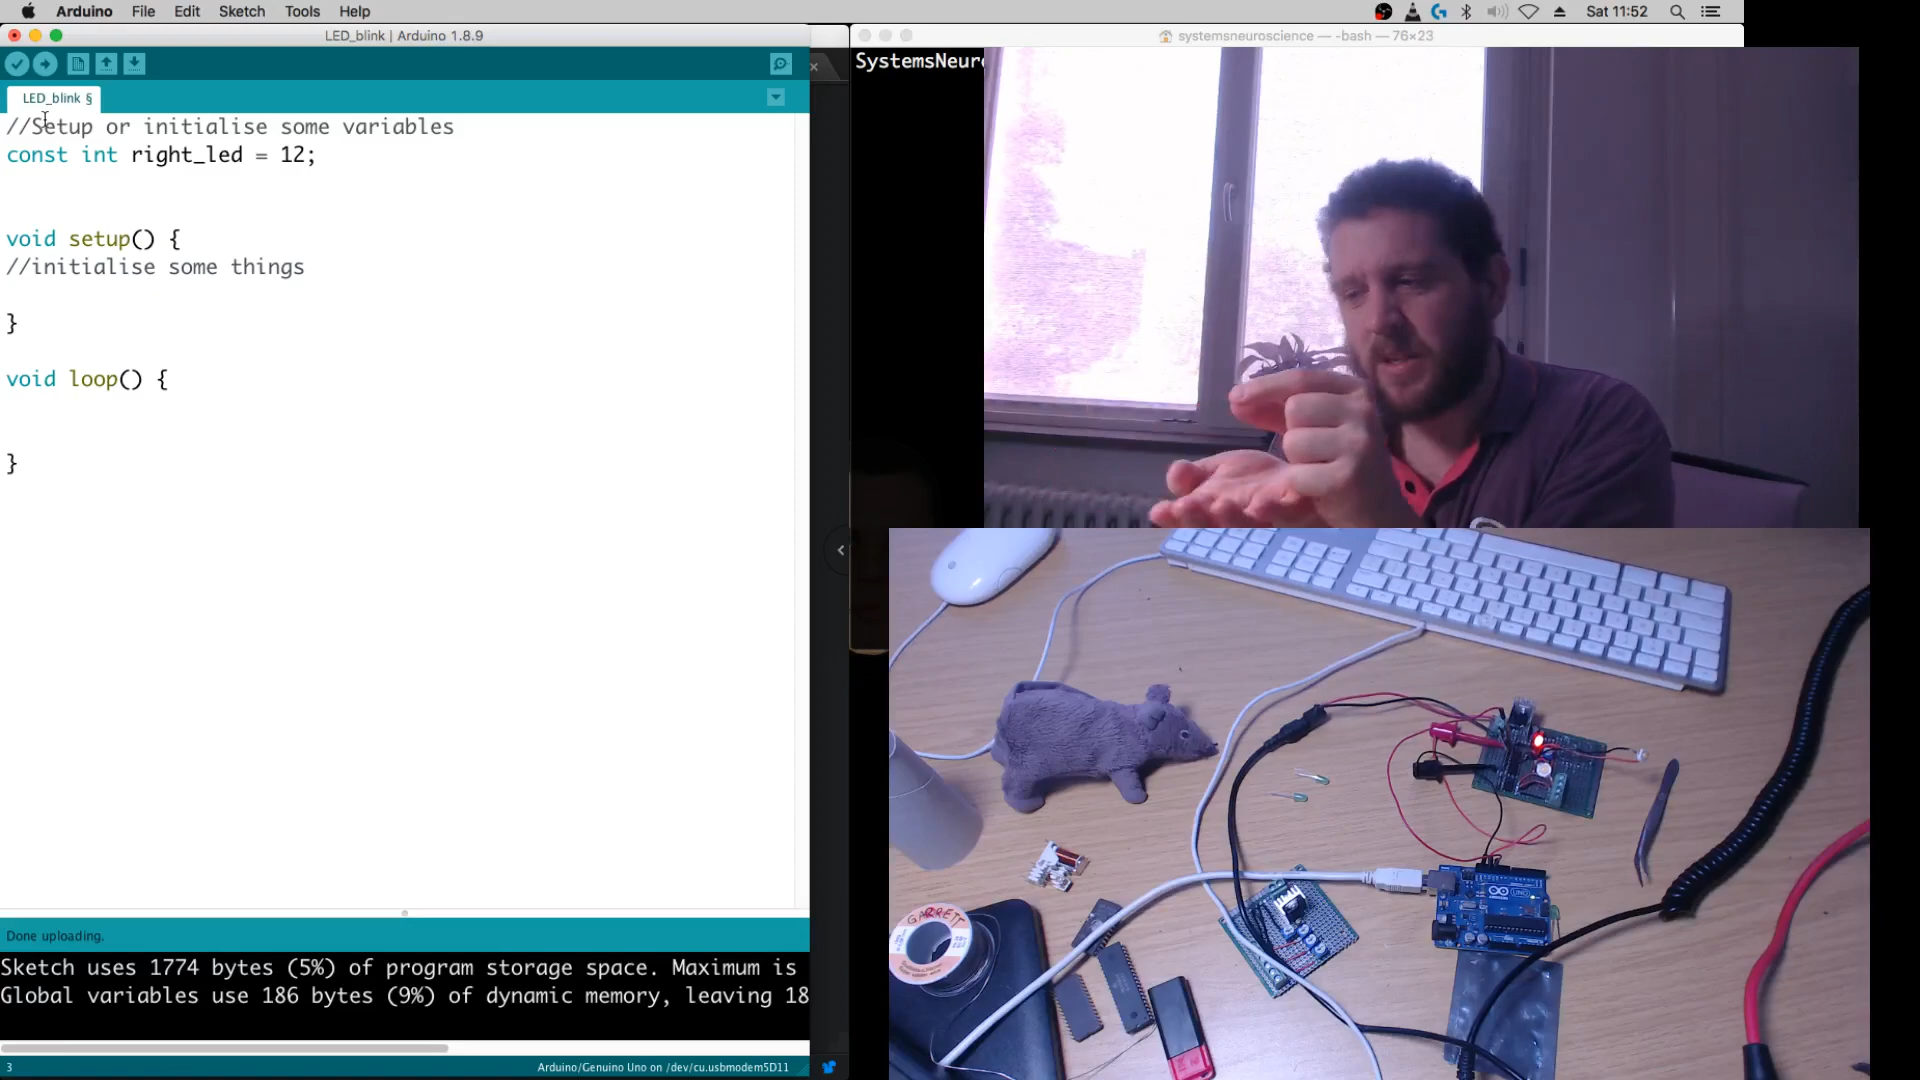 Arduino File Edit Sketch Tools Help
Sat 11:52
LED_blink | Arduino 1.8.9
systemsneuroscience — -bash — 76×23
SystemsNeuro
LED_blink §
//Setup or initialise some variables
const int right_led = 12;
void setup() {
//initialise some things
}
void loop() {
}
Done uploading.
Sketch uses 1774 bytes (5%) of program storage space. Maximum is
Global variables use 186 bytes (9%) of dynamic memory, leaving 18
3
Arduino/Genuino Uno on /dev/cu.usbmodem5D11
GARRETT
UNO